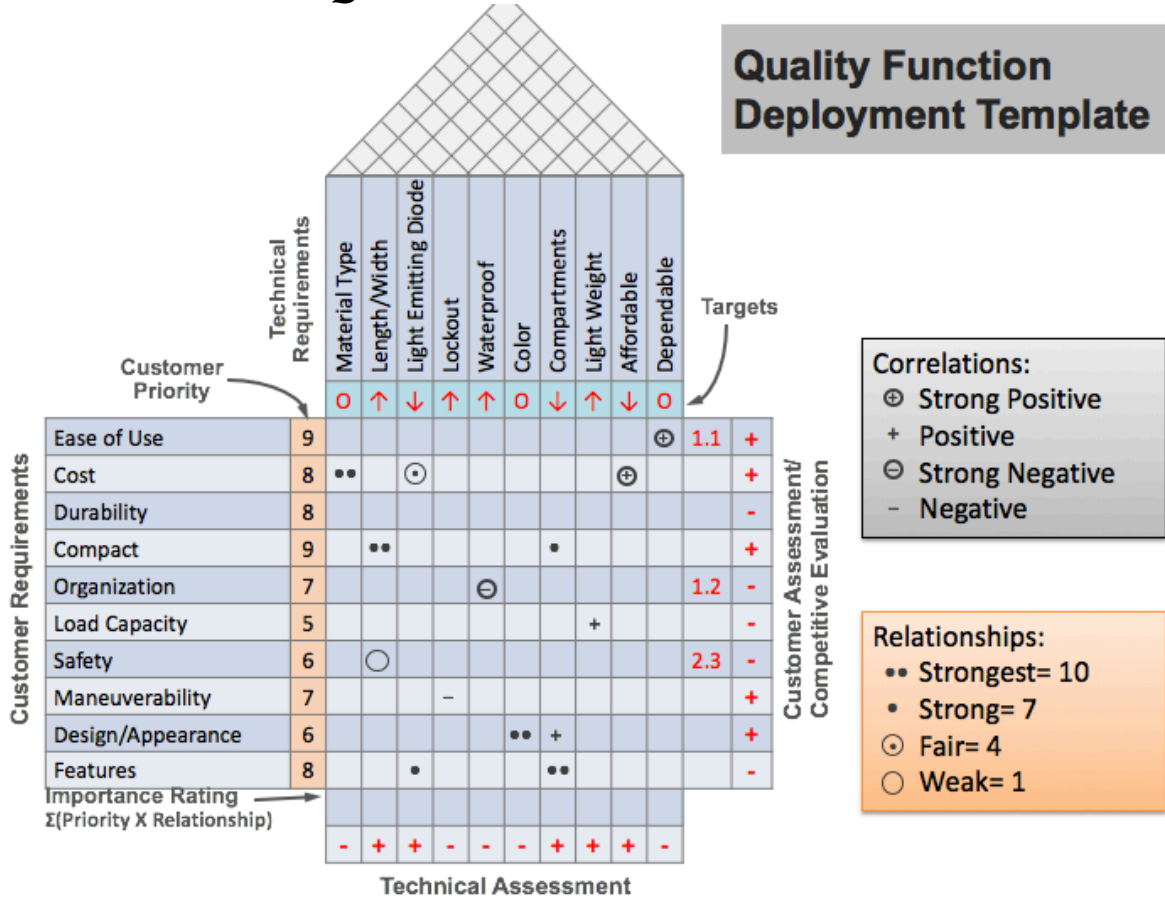 Quality Function
Deployment Template
Technical
Requirements
Material Type
Length/Width
Light Emitting Diode
Lockout
Waterproof
Color
Compartments
Light Weight
Affordable
Dependable
Targets
Customer
Priority
O ↑ ↓ ↑ ↑ O ↓ ↑ ↓ O
Customer Requirements
Ease of Use 9 ⊕ 1.1 +
Cost 8 •• ☉ ⊕ +
Durability 8 -
Compact 9 •• • +
Organization 7 ⊖ 1.2 -
Load Capacity 5 + -
Safety 6 ○ 2.3 -
Maneuverability 7 − +
Design/Appearance 6 •• + +
Features 8 • •• -
Customer Assessment/
Competitive Evaluation
Importance Rating
Σ(Priority X Relationship)
- + + - - - + + + -
Technical Assessment
Correlations:
⊕ Strong Positive
+ Positive
⊖ Strong Negative
− Negative
Relationships:
•• Strongest= 10
• Strong= 7
☉ Fair= 4
○ Weak= 1